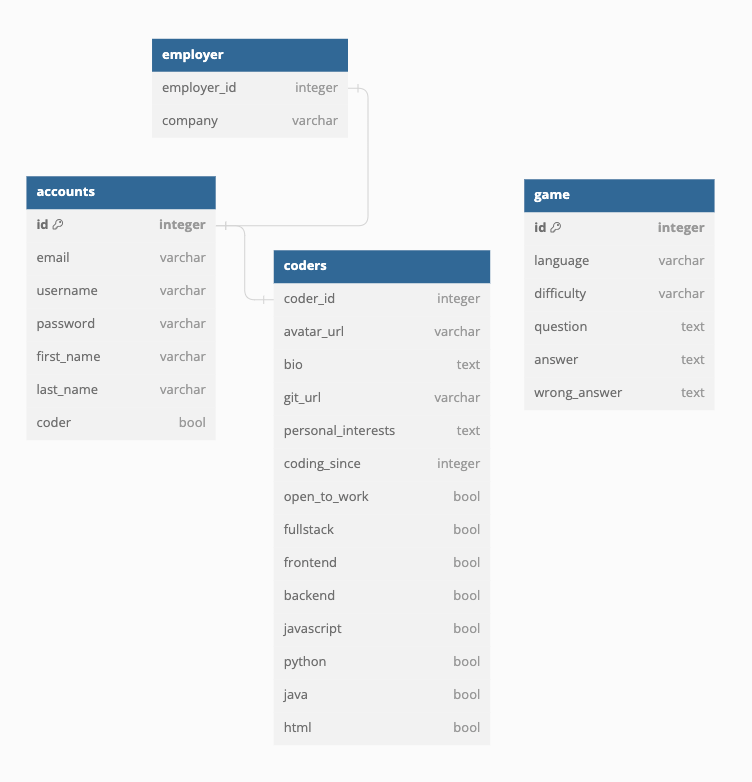 employer
employer_id integer
company varchar
accounts
id integer
email varchar
username varchar
password varchar
first_name varchar
last_name varchar
coder bool
coders
coder_id integer
avatar_url varchar
bio text
git_url varchar
personal_interests text
coding_since integer
open_to_work bool
fullstack bool
frontend bool
backend bool
javascript bool
python bool
java bool
html bool
game
id integer
language varchar
difficulty varchar
question text
answer text
wrong_answer text